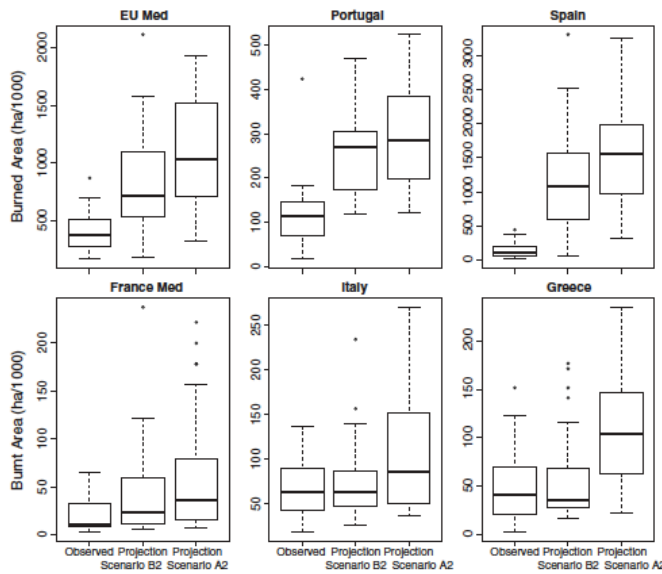 EU Med
Portugal
Spain
Burned Area (ha/1000)
500
1000
1500
2000
0
100
200
300
400
500
0
500
1000
1500
2000
2500
3000
France Med
Italy
Greece
Burnt Area (ha/1000)
0
50
100
150
200
50
100
150
200
250
0
50
100
150
200
Observed
Projection
Scenario B2
Projection
Scenario A2
Observed
Projection
Scenario B2
Projection
Scenario A2
Observed
Projection
Scenario B2
Projection
Scenario A2